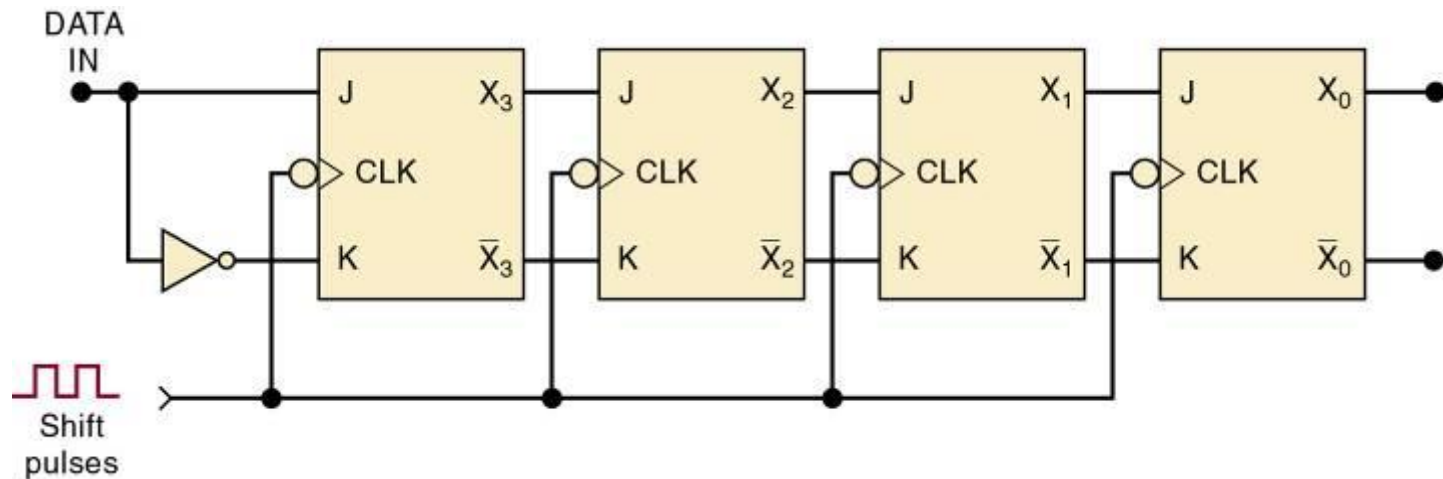 DATA
IN
J X₃ J X₂ J X₁ J X₀
CLK CLK CLK CLK
K X̅₃ K X̅₂ K X̅₁ K X̅₀
Shift
pulses